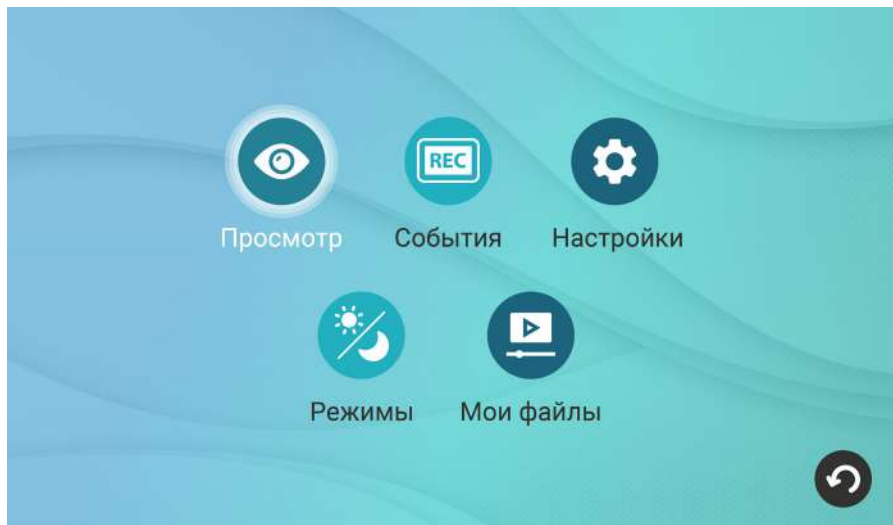 REC
Просмотр
События
Настройки
Режимы
Мои файлы